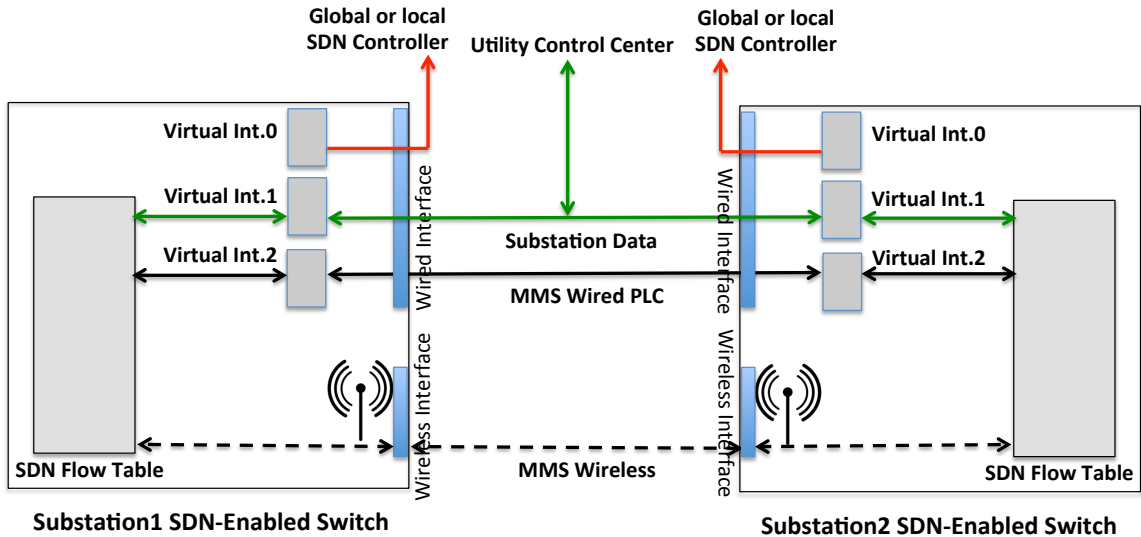 Global or local
SDN Controller
Utility Control Center
Global or local
SDN Controller
Virtual Int.0
Virtual Int.1
Virtual Int.2
Wired Interface
Wireless Interface
SDN Flow Table
Substation Data
MMS Wired PLC
MMS Wireless
Wired Interface
Wireless Interface
Virtual Int.0
Virtual Int.1
Virtual Int.2
SDN Flow Table
Substation1 SDN-Enabled Switch
Substation2 SDN-Enabled Switch